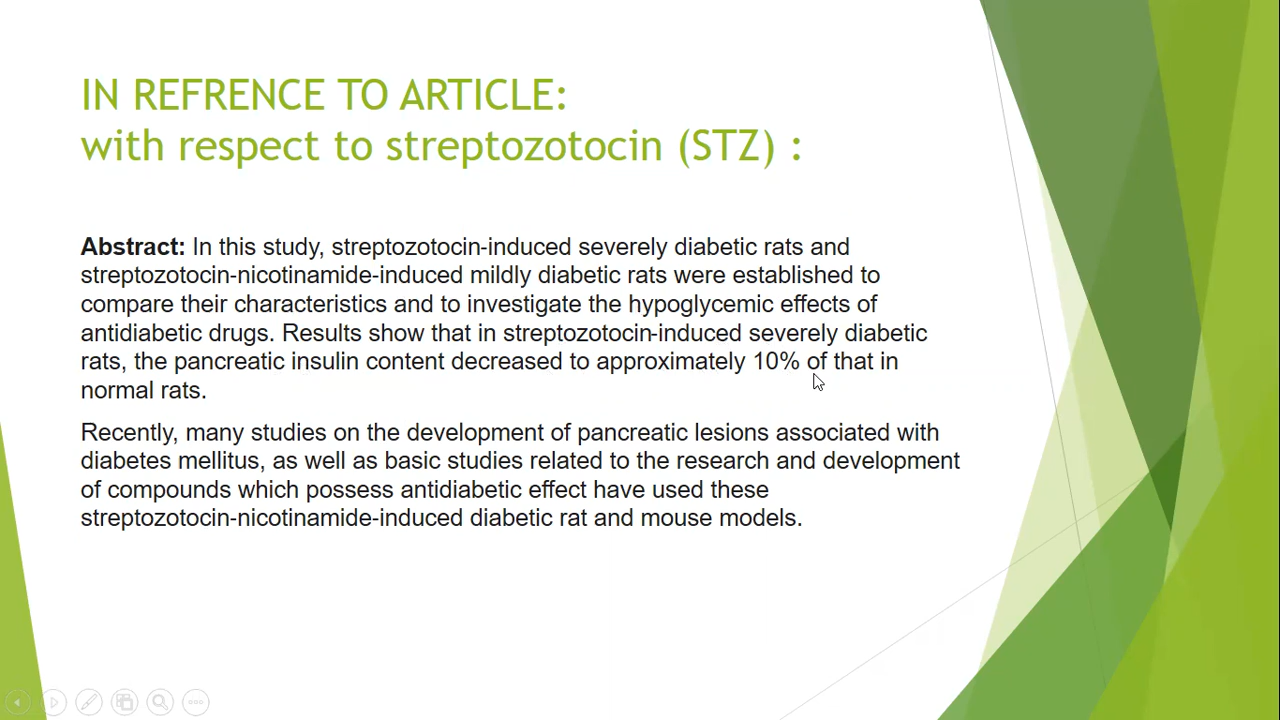 IN REFRENCE TO ARTICLE:
with respect to streptozotocin (STZ) :
Abstract: In this study, streptozotocin-induced severely diabetic rats and
streptozotocin-nicotinamide-induced mildly diabetic rats were established to
compare their characteristics and to investigate the hypoglycemic effects of
antidiabetic drugs. Results show that in streptozotocin-induced severely diabetic
rats, the pancreatic insulin content decreased to approximately 10% of that in
normal rats.
Recently, many studies on the development of pancreatic lesions associated with
diabetes mellitus, as well as basic studies related to the research and development
of compounds which possess antidiabetic effect have used these
streptozotocin-nicotinamide-induced diabetic rat and mouse models.